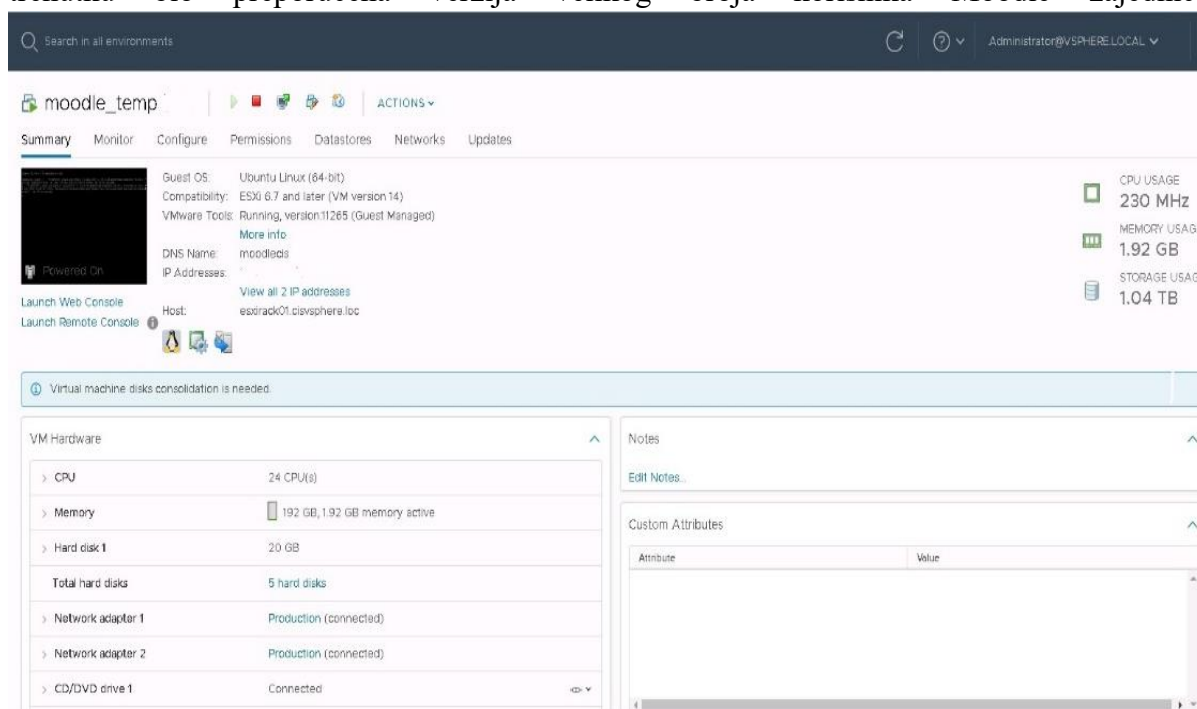 Search in all environments
Administrator@VSPHERE.LOCAL
moodle_temp
ACTIONS
Summary Monitor Configure Permissions Datastores Networks Updates
Guest OS: Ubuntu Linux (64-bit)
Compatibility: ESXi 6.7 and later (VM version 14)
VMware Tools: Running, version:11265 (Guest Managed)
More info
DNS Name: moodlecis
IP Addresses:
View all 2 IP addresses
Host: esxirack01.cisvsphere.loc
Powered On
Launch Web Console
Launch Remote Console
CPU USAGE
230 MHz
MEMORY USAG
1.92 GB
STORAGE USAG
1.04 TB
Virtual machine disks consolidation is needed.
VM Hardware
CPU 24 CPU(s)
Memory 192 GB, 1.92 GB memory active
Hard disk 1 20 GB
Total hard disks 5 hard disks
Network adapter 1 Production (connected)
Network adapter 2 Production (connected)
CD/DVD drive 1 Connected
Notes
Edit Notes...
Custom Attributes
Attribute Value